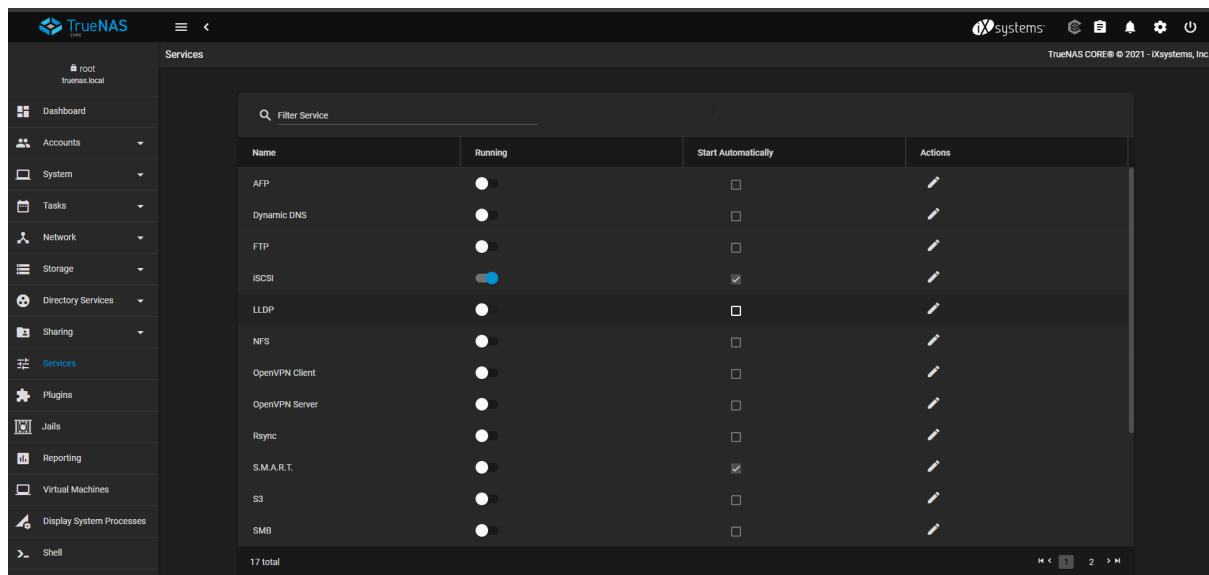 TrueNAS
CORE
iXsystems
root
truenas.local
Services
TrueNAS CORE® © 2021 - iXsystems, Inc
Dashboard
Accounts
System
Tasks
Network
Storage
Directory Services
Sharing
Services
Plugins
Jails
Reporting
Virtual Machines
Display System Processes
Shell
Filter Service
Name Running Start Automatically Actions
AFP
Dynamic DNS
FTP
iSCSI
LLDP
NFS
OpenVPN Client
OpenVPN Server
Rsync
S.M.A.R.T.
S3
SMB
17 total 1 2